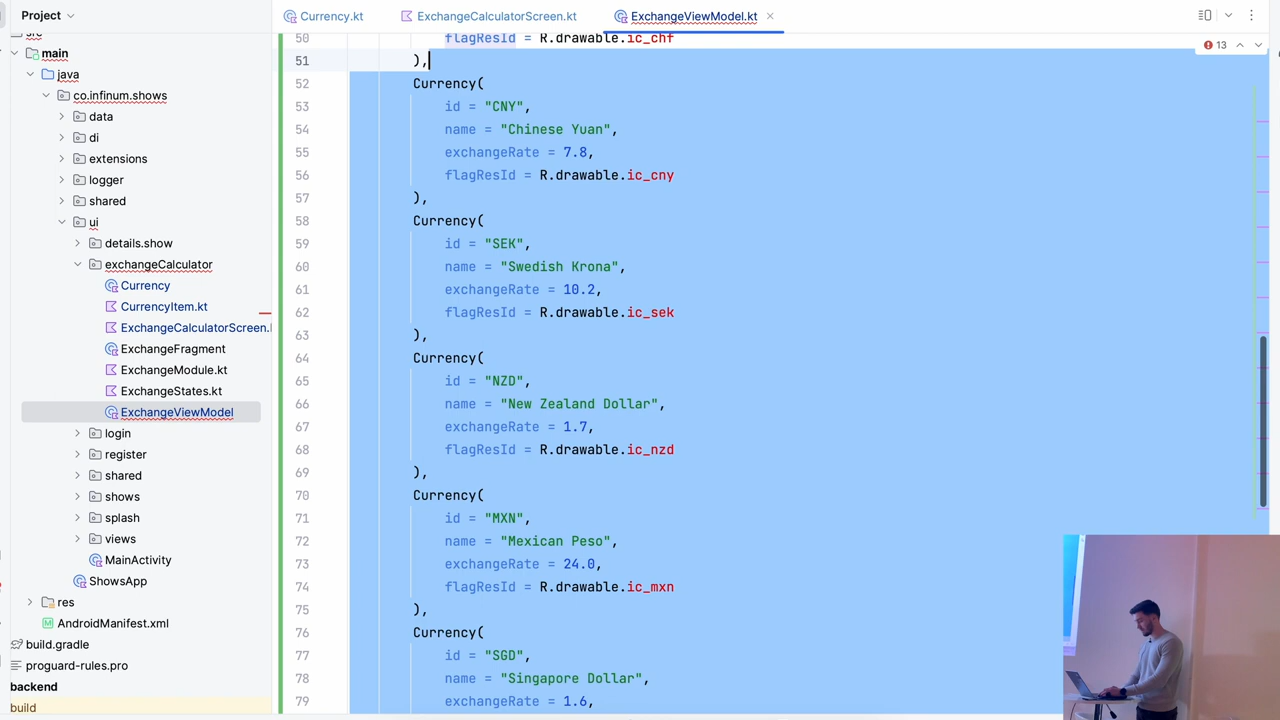 Project
Currency.kt
ExchangeCalculatorScreen.kt
ExchangeViewModel.kt
src
main
java
co.infinum.shows
data
di
extensions
logger
shared
ui
details.show
exchangeCalculator
Currency
CurrencyItem.kt
ExchangeCalculatorScreen.
ExchangeFragment
ExchangeModule.kt
ExchangeStates.kt
ExchangeViewModel
login
register
shared
shows
splash
views
MainActivity
ShowsApp
res
AndroidManifest.xml
build.gradle
proguard-rules.pro
backend
build
13
50 flagResId = R.drawable.ic_chf
51 ),
52 Currency(
53 id = "CNY",
54 name = "Chinese Yuan",
55 exchangeRate = 7.8,
56 flagResId = R.drawable.ic_cny
57 ),
58 Currency(
59 id = "SEK",
60 name = "Swedish Krona",
61 exchangeRate = 10.2,
62 flagResId = R.drawable.ic_sek
63 ),
64 Currency(
65 id = "NZD",
66 name = "New Zealand Dollar",
67 exchangeRate = 1.7,
68 flagResId = R.drawable.ic_nzd
69 ),
70 Currency(
71 id = "MXN",
72 name = "Mexican Peso",
73 exchangeRate = 24.0,
74 flagResId = R.drawable.ic_mxn
75 ),
76 Currency(
77 id = "SGD",
78 name = "Singapore Dollar",
79 exchangeRate = 1.6,